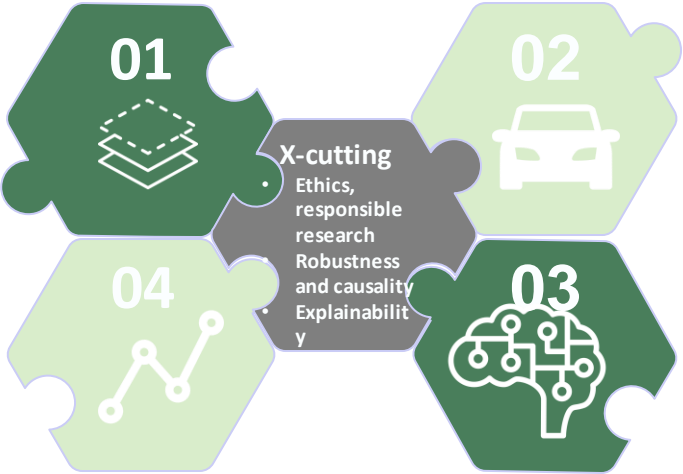 01
02
X-cutting
• Ethics,
responsible
research
• Robustness
and causality
• Explainabilit
y
04
03